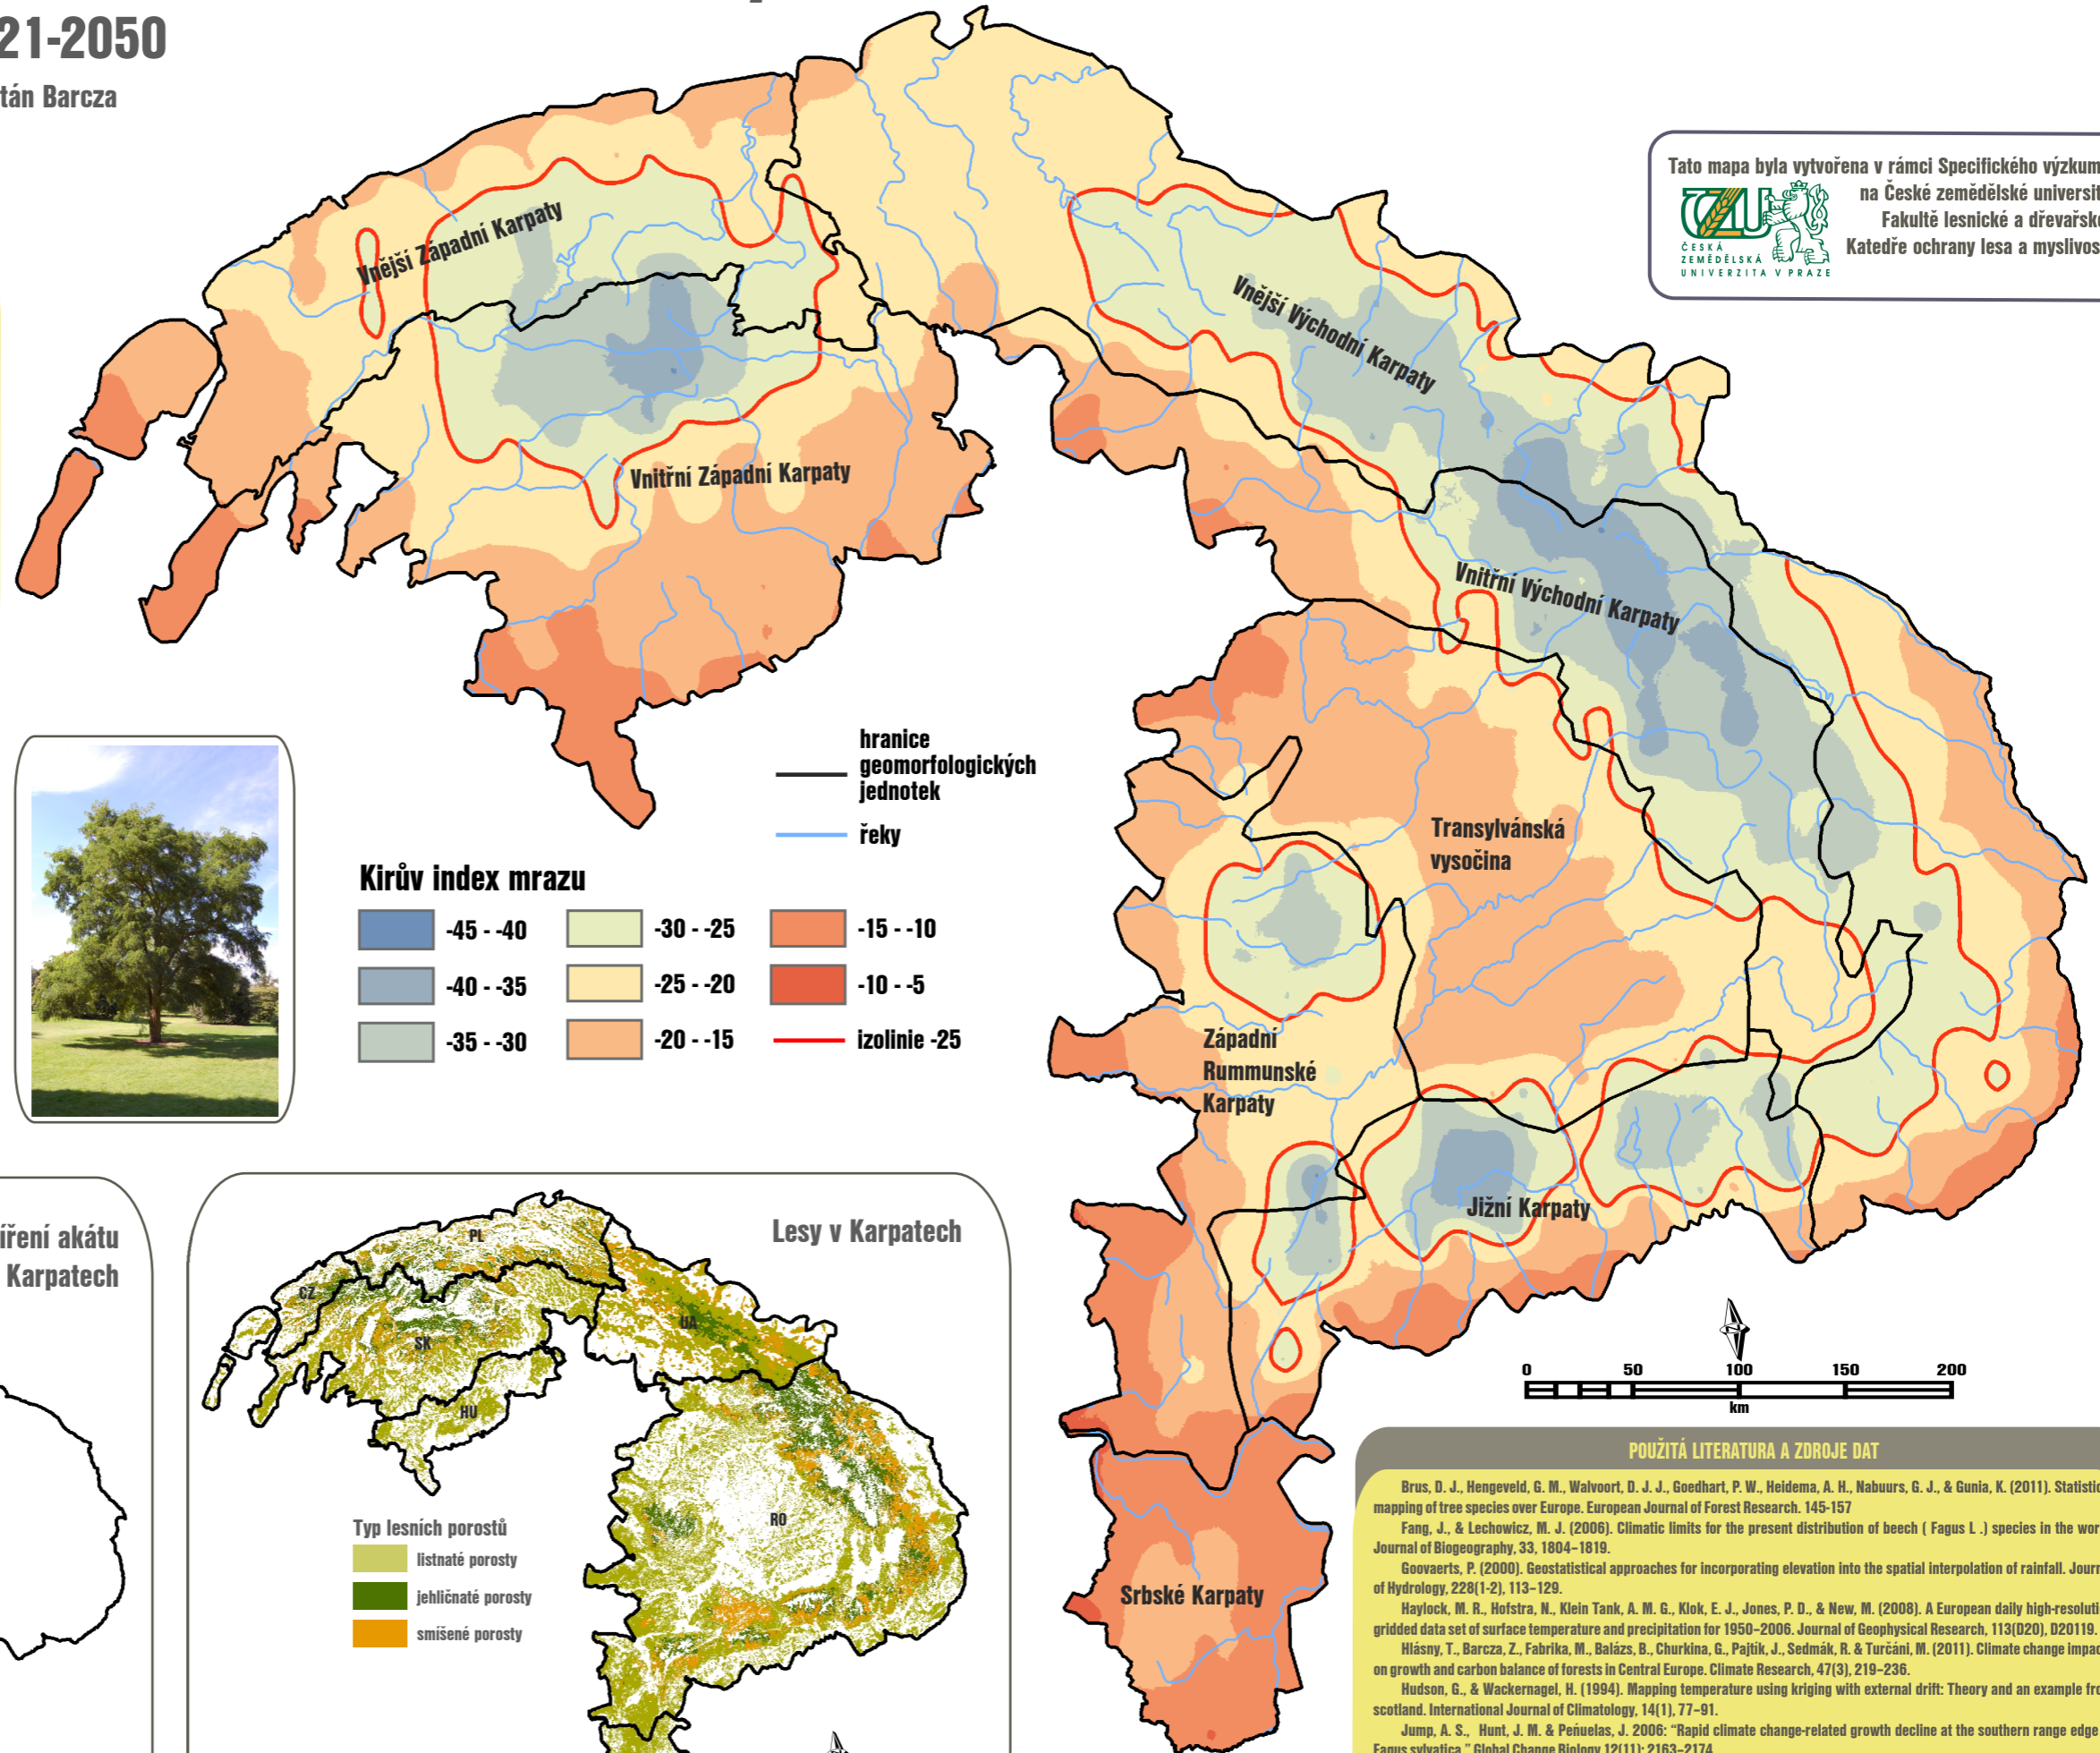 21-2050
tán Barcza
Tato mapa byla vytvořena v rámci Specifického výzkum
na České zemědělské universit
Fakultě lesnické a dřevařsk
Katedře ochrany lesa a myslivos
ČZU
ČESKÁ
ZEMĚDĚLSKÁ
UNIVERZITA V PRAZE
Vnější Západní Karpaty
Vnitřní Západní Karpaty
Vnější Východní Karpaty
Vnitřní Východní Karpaty
Transylvánská
vysočina
Západní
Rummunské
Karpaty
Jižní Karpaty
Srbské Karpaty
hranice
geomorfologických
jednotek
řeky
Kirův index mrazu
-45 - -40
-40 - -35
-35 - -30
-30 - -25
-25 - -20
-20 - -15
-15 - -10
-10 - -5
izolinie -25
íření akátu
Karpatech
Lesy v Karpatech
PL
CZ
SK
UA
HU
RO
Typ lesních porostů
listnaté porosty
jehličnaté porosty
smíšené porosty
N
0 50 100 150 200
km
POUŽITÁ LITERATURA A ZDROJE DAT
Brus, D. J., Hengeveld, G. M., Walvoort, D. J. J., Goedhart, P. W., Heidema, A. H., Nabuurs, G. J., & Gunia, K. (2011). Statistic
mapping of tree species over Europe. European Journal of Forest Research. 145-157
Fang, J., & Lechowicz, M. J. (2006). Climatic limits for the present distribution of beech ( Fagus L .) species in the wor
Journal of Biogeography, 33, 1804–1819.
Goovaerts, P. (2000). Geostatistical approaches for incorporating elevation into the spatial interpolation of rainfall. Journ
of Hydrology, 228(1-2), 113–129.
Haylock, M. R., Hofstra, N., Klein Tank, A. M. G., Klok, E. J., Jones, P. D., & New, M. (2008). A European daily high-resoluti
gridded data set of surface temperature and precipitation for 1950–2006. Journal of Geophysical Research, 113(D20), D20119.
Hlásny, T., Barcza, Z., Fabrika, M., Balázs, B., Churkina, G., Pajtík, J., Sedmák, R. & Turčáni, M. (2011). Climate change impac
on growth and carbon balance of forests in Central Europe. Climate Research, 47(3), 219–236.
Hudson, G., & Wackernagel, H. (1994). Mapping temperature using kriging with external drift: Theory and an example fro
scotland. International Journal of Climatology, 14(1), 77–91.
Jump, A. S., Hunt, J. M. & Peńuelas, J. 2006: “Rapid climate change-related growth decline at the southern range edge
Fagus sylvatica.” Global Change Biology 12(11): 2163–2174